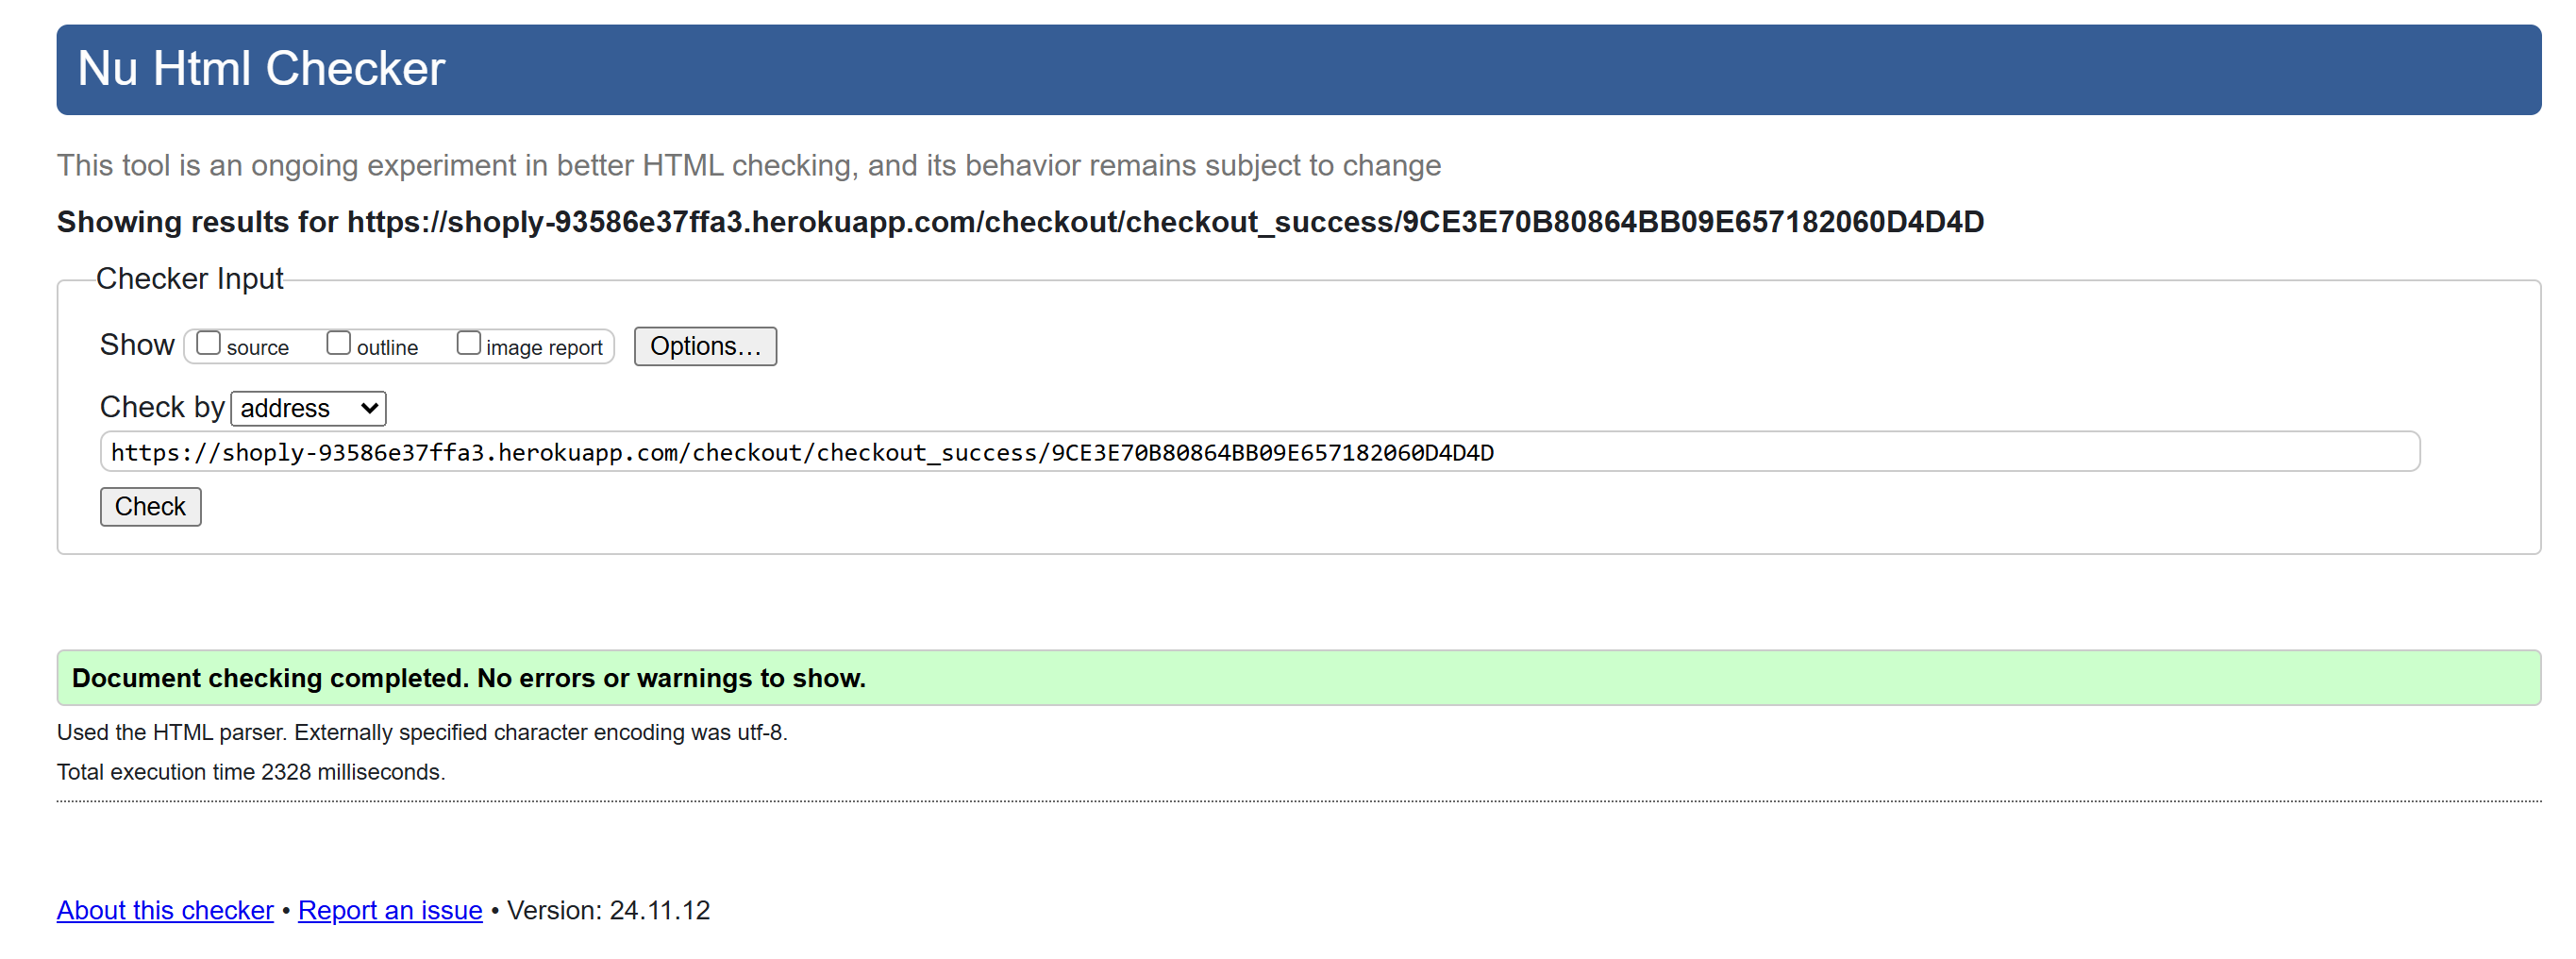 Nu Html Checker
This tool is an ongoing experiment in better HTML checking, and its behavior remains subject to change
Showing results for https://shoply-93586e37ffa3.herokuapp.com/checkout/checkout_success/9CE3E70B80864BB09E657182060D4D4D
Checker Input
Show source outline image report Options…
Check by address
https://shoply-93586e37ffa3.herokuapp.com/checkout/checkout_success/9CE3E70B80864BB09E657182060D4D4D
Check
Document checking completed. No errors or warnings to show.
Used the HTML parser. Externally specified character encoding was utf-8.
Total execution time 2328 milliseconds.
About this checker • Report an issue • Version: 24.11.12